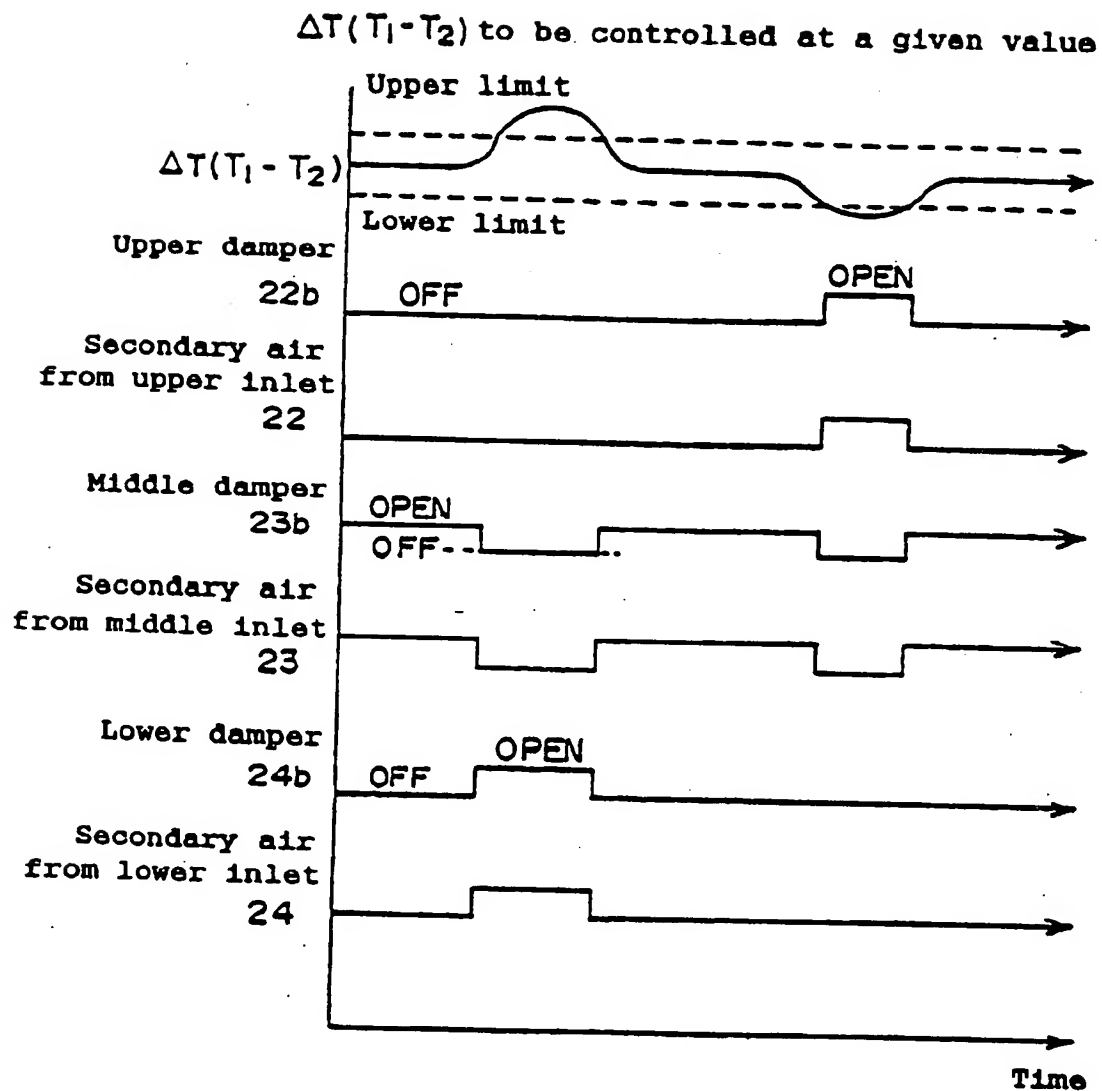 ΔT(T₁-T₂) to be controlled at a given value
Upper limit
ΔT(T₁-T₂)
Lower limit
Upper damper
22b
OFF
OPEN
Secondary air
from upper inlet
22
Middle damper
23b
OPEN
OFF
Secondary air
from middle inlet
23
Lower damper
24b
OFF
OPEN
Secondary air
from lower inlet
24
Time